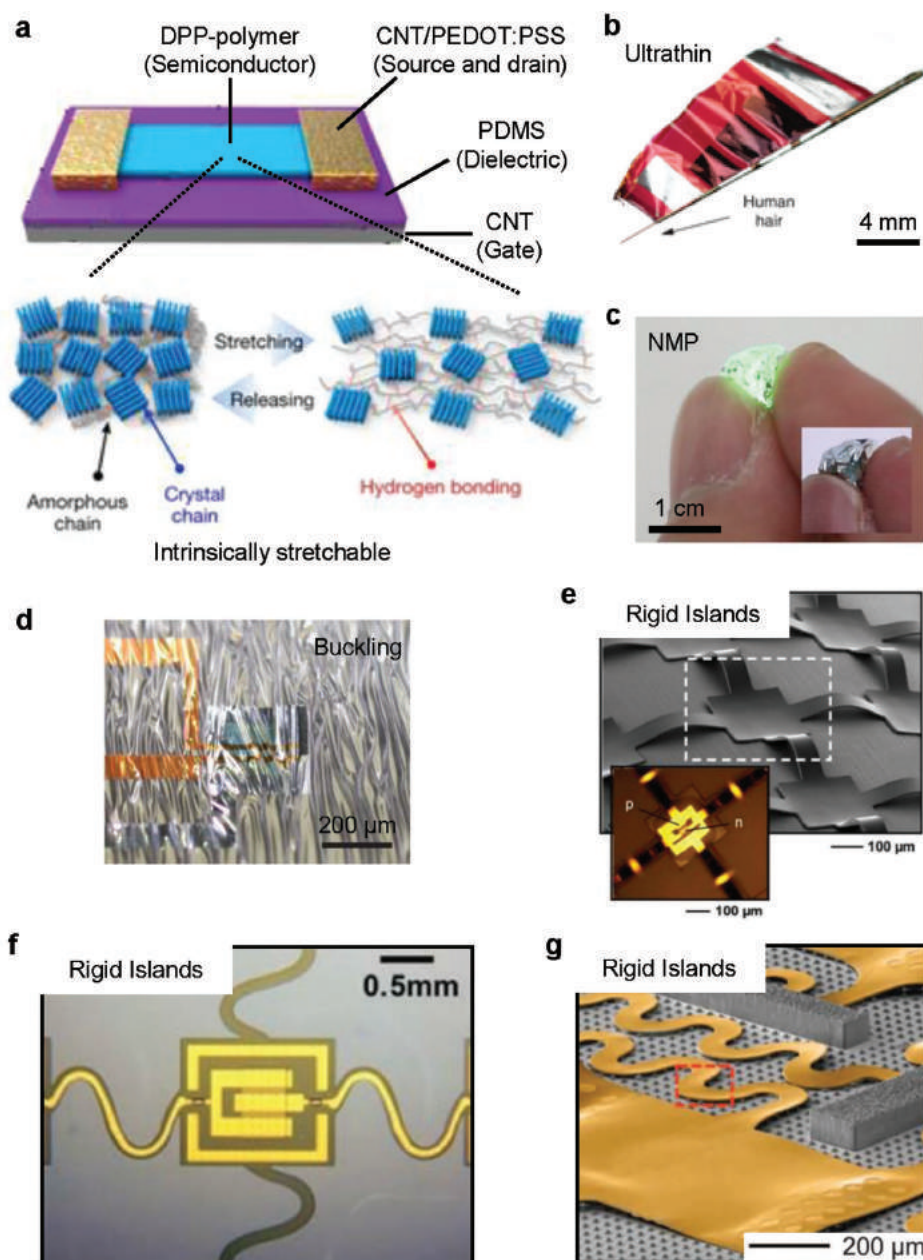 a
DPP-polymer
(Semiconductor)
CNT/PEDOT:PSS
(Source and drain)
PDMS
(Dielectric)
CNT
(Gate)
Stretching
Releasing
Amorphous
chain
Crystal
chain
Hydrogen bonding
Intrinsically stretchable
b
Ultrathin
Human
hair
4 mm
c
NMP
1 cm
d
Buckling
200 µm
e
Rigid Islands
p
n
100 µm
100 µm
f
Rigid Islands
0.5mm
g
Rigid Islands
200 µm